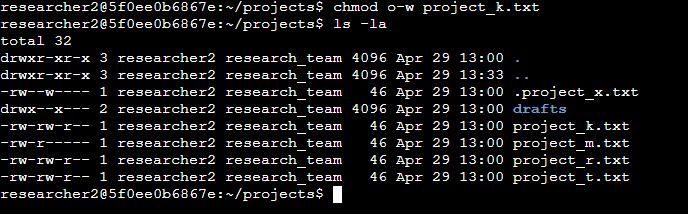 researcher2@5f0ee0b6867e:~/projects$ chmod o-w project_k.txt
researcher2@5f0ee0b6867e:~/projects$ ls -la
total 32
drwxr-xr-x 3 researcher2 research_team 4096 Apr 29 13:00 .
drwxr-xr-x 3 researcher2 research_team 4096 Apr 29 13:33 ..
-rw--w---- 1 researcher2 research_team   46 Apr 29 13:00 .project_x.txt
drwx--x--- 2 researcher2 research_team 4096 Apr 29 13:00 drafts
-rw-rw-r-- 1 researcher2 research_team   46 Apr 29 13:00 project_k.txt
-rw-r----- 1 researcher2 research_team   46 Apr 29 13:00 project_m.txt
-rw-rw-r-- 1 researcher2 research_team   46 Apr 29 13:00 project_r.txt
-rw-rw-r-- 1 researcher2 research_team   46 Apr 29 13:00 project_t.txt
researcher2@5f0ee0b6867e:~/projects$